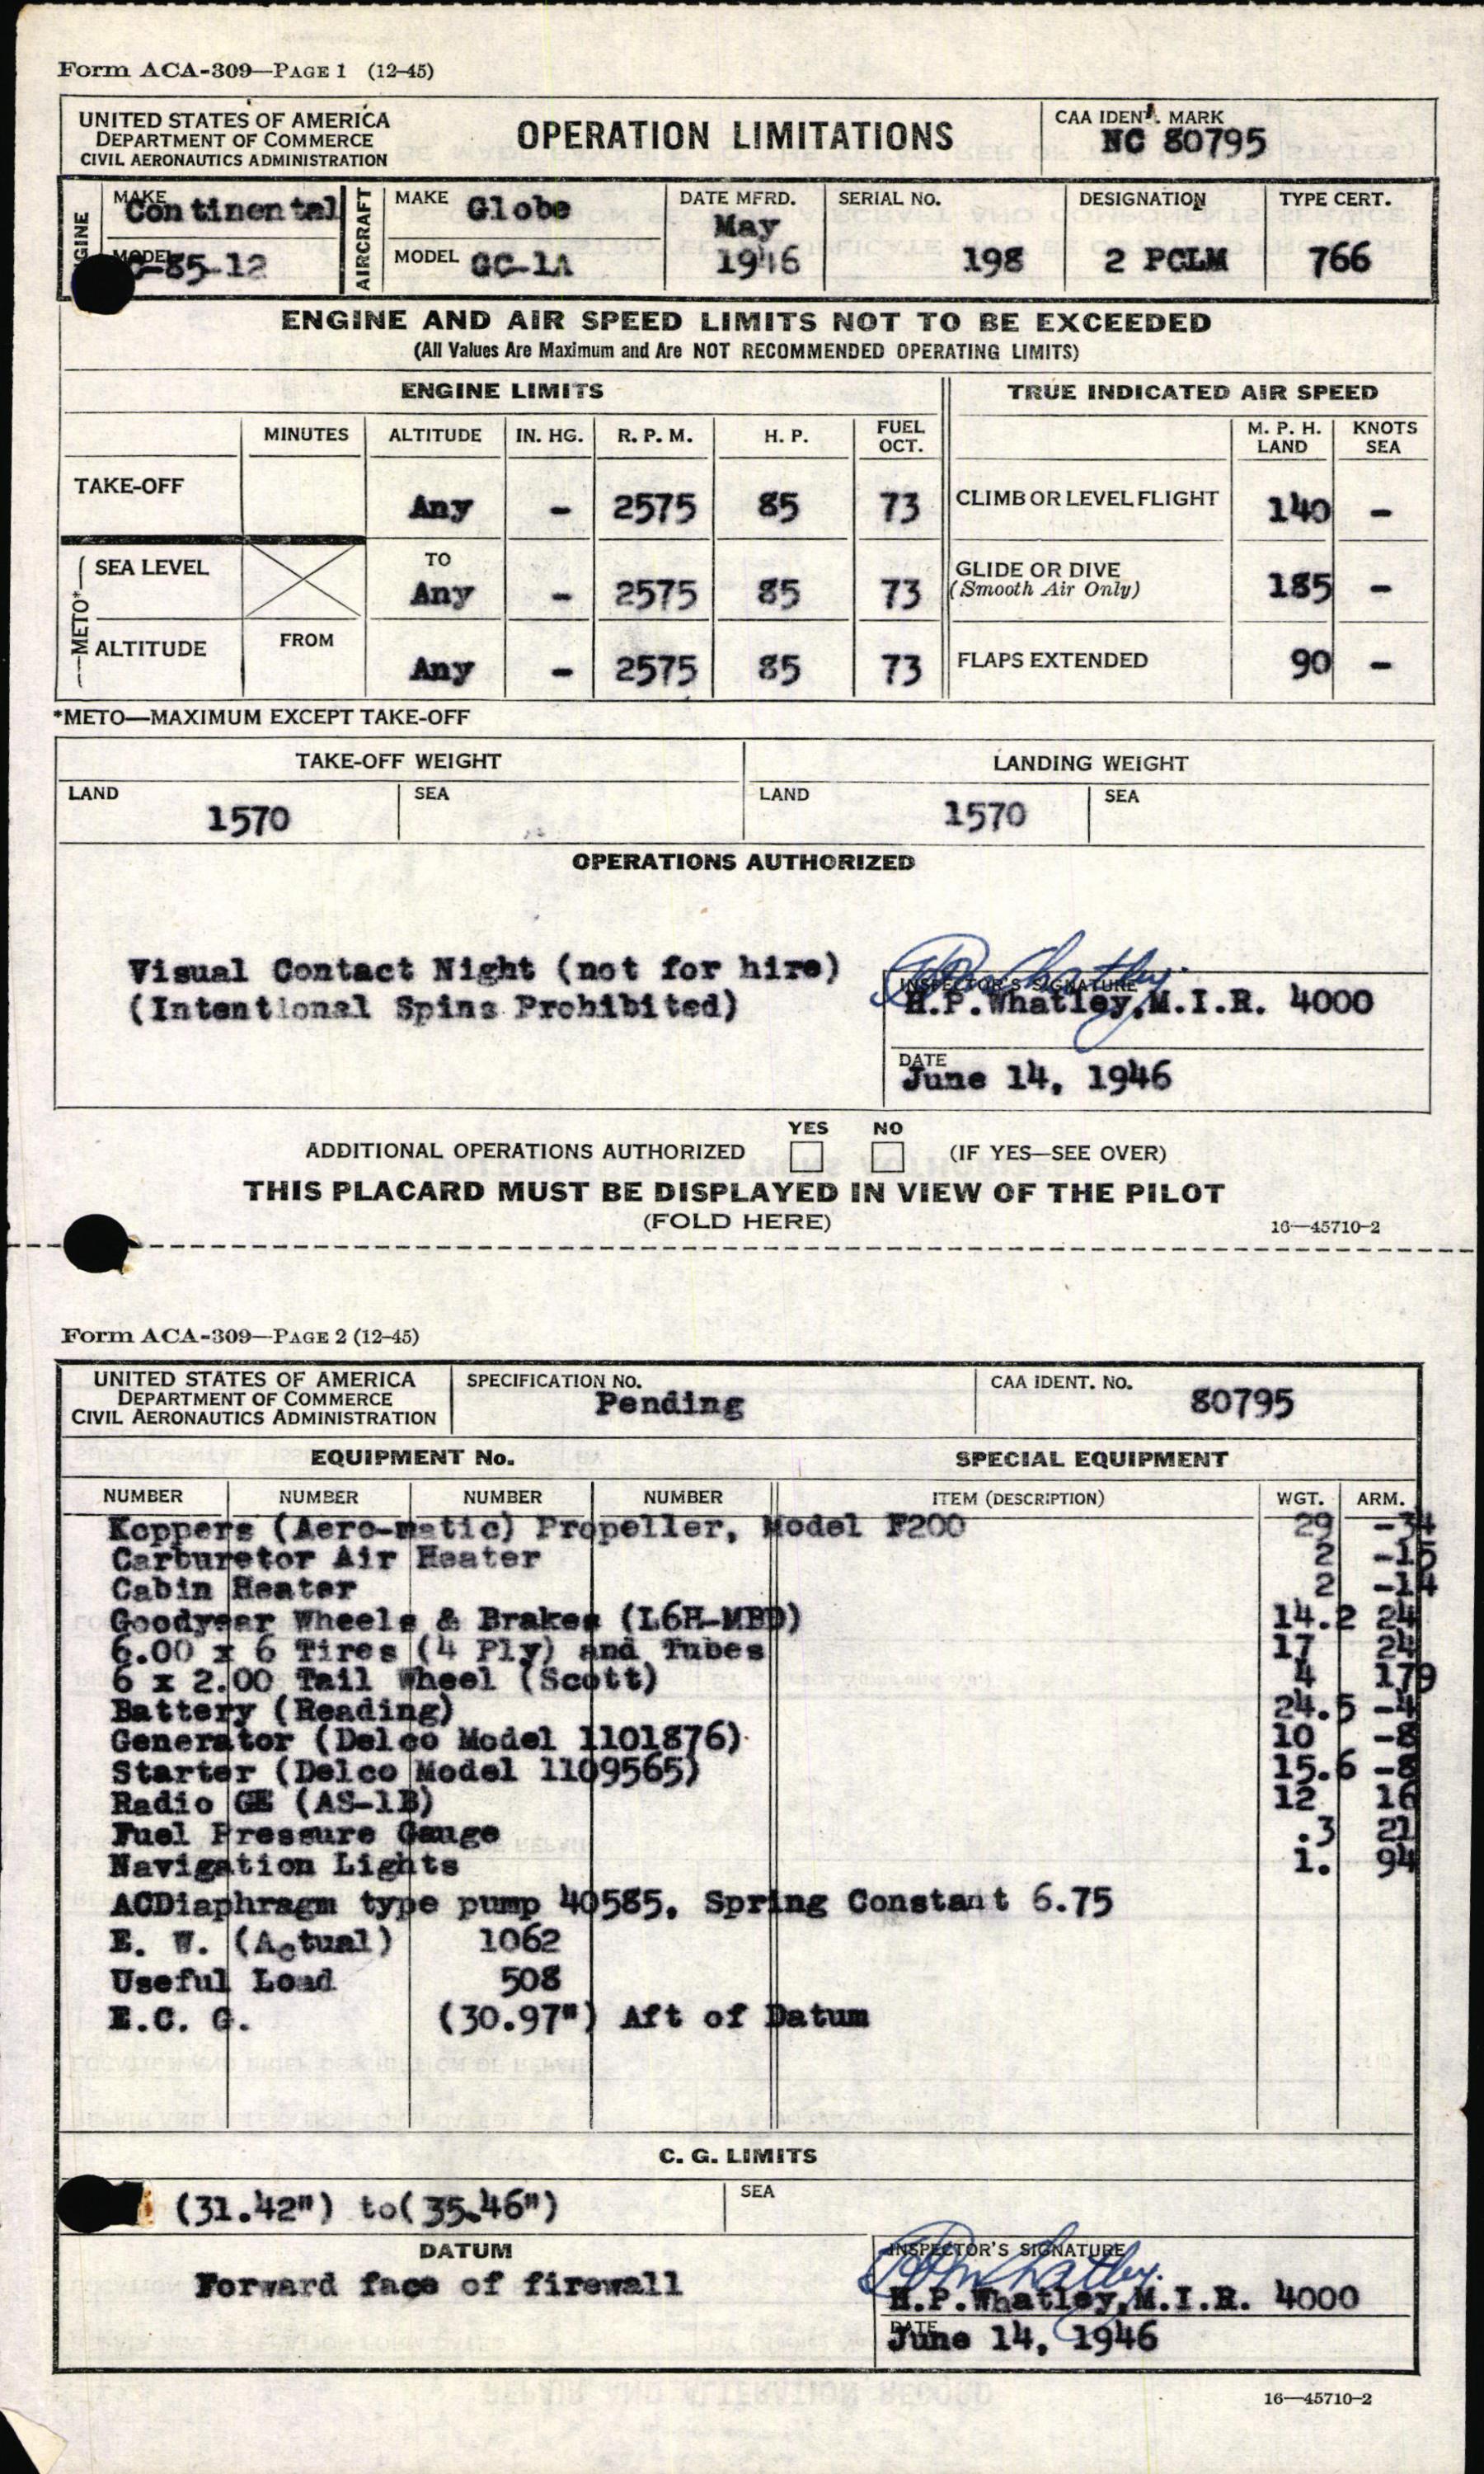 Form ACA-309—PAGE 1 (12-45)
UNITED STATES OF AMERICA
DEPARTMENT OF COMMERCE
CIVIL AERONAUTICS ADMINISTRATION
OPERATION LIMITATIONS
CAA IDENT. MARK
NC 80795
MAKE
Continental
MODEL
C-85-12
AIRCRAFT
MAKE Globe
MODEL GC-1A
DATE MFRD.
May
1946
SERIAL NO.
198
DESIGNATION
2 PCLM
TYPE CERT.
766
ENGINE AND AIR SPEED LIMITS NOT TO BE EXCEEDED
(All Values Are Maximum and Are NOT RECOMMENDED OPERATING LIMITS)
ENGINE LIMITS
TRUE INDICATED AIR SPEED
MINUTES ALTITUDE IN. HG. R. P. M. H. P. FUEL OCT. M. P. H. LAND KNOTS SEA
TAKE-OFF Any - 2575 85 73 CLIMB OR LEVEL FLIGHT 140 -
METO* SEA LEVEL TO Any - 2575 85 73 GLIDE OR DIVE (Smooth Air Only) 185 -
ALTITUDE FROM Any - 2575 85 73 FLAPS EXTENDED 90 -
*METO—MAXIMUM EXCEPT TAKE-OFF
TAKE-OFF WEIGHT LANDING WEIGHT
LAND 1570 SEA LAND 1570 SEA
OPERATIONS AUTHORIZED
Visual Contact Night (not for hire)
(Intentional Spins Prohibited)
INSPECTOR'S SIGNATURE
H.P.Whatley,M.I.R. 4000
DATE
June 14, 1946
YES NO
ADDITIONAL OPERATIONS AUTHORIZED (IF YES—SEE OVER)
THIS PLACARD MUST BE DISPLAYED IN VIEW OF THE PILOT
(FOLD HERE)
16—45710-2
Form ACA-309—PAGE 2 (12-45)
UNITED STATES OF AMERICA
DEPARTMENT OF COMMERCE
CIVIL AERONAUTICS ADMINISTRATION
SPECIFICATION NO.
Pending
CAA IDENT. NO.
80795
EQUIPMENT No. SPECIAL EQUIPMENT
NUMBER NUMBER NUMBER NUMBER ITEM (DESCRIPTION) WGT. ARM.
Koppers (Aero-matic) Propeller, Model F200 29 -34
Carburetor Air Heater 2 -15
Cabin Heater 2 -14
Goodyear Wheels & Brakes (L6H-MBD) 14.2 24
6.00 x 6 Tires (4 Ply) and Tubes 17 24
6 x 2.00 Tail Wheel (Scott) 4 179
Battery (Reading) 24.5 -4
Generator (Delco Model 1101876) 10 -8
Starter (Delco Model 1109565) 15.6 -8
Radio GE (AS-1B) 12 16
Fuel Pressure Gauge .3 21
Navigation Lights 1. 94
ACDiaphragm type pump 40585, Spring Constant 6.75
E. W. (Actual) 1062
Useful Load 508
E.C. G. (30.97") Aft of Datum
C. G. LIMITS
(31.42") to(35.46")
SEA
DATUM
Forward face of firewall
INSPECTOR'S SIGNATURE
H.P.Whatley,M.I.R. 4000
DATE
June 14, 1946
16—45710-2